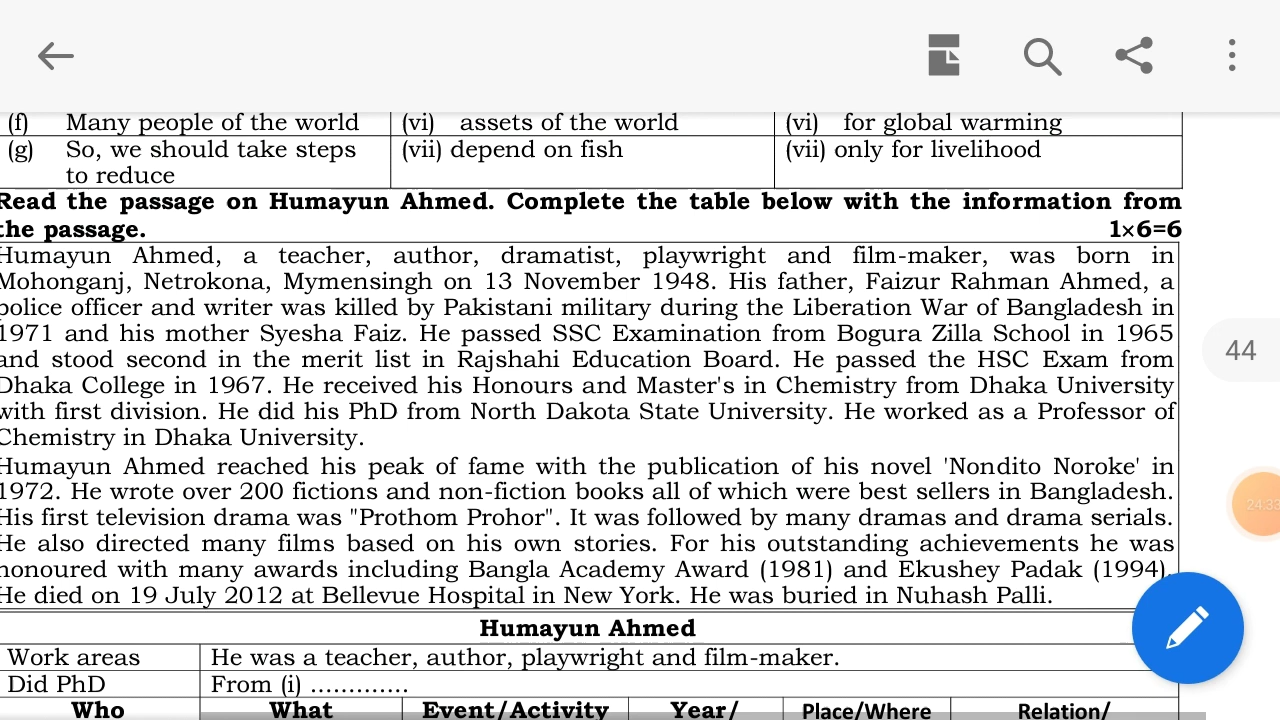 (f) Many people of the world (vi) assets of the world (vi) for global warming
(g) So, we should take steps to reduce (vii) depend on fish (vii) only for livelihood
Read the passage on Humayun Ahmed. Complete the table below with the information from
the passage. 1×6=6
Humayun Ahmed, a teacher, author, dramatist, playwright and film-maker, was born in
Mohonganj, Netrokona, Mymensingh on 13 November 1948. His father, Faizur Rahman Ahmed, a
police officer and writer was killed by Pakistani military during the Liberation War of Bangladesh in
1971 and his mother Syesha Faiz. He passed SSC Examination from Bogura Zilla School in 1965
and stood second in the merit list in Rajshahi Education Board. He passed the HSC Exam from
Dhaka College in 1967. He received his Honours and Master's in Chemistry from Dhaka University
with first division. He did his PhD from North Dakota State University. He worked as a Professor of
Chemistry in Dhaka University.
Humayun Ahmed reached his peak of fame with the publication of his novel 'Nondito Noroke' in
1972. He wrote over 200 fictions and non-fiction books all of which were best sellers in Bangladesh.
His first television drama was "Prothom Prohor". It was followed by many dramas and drama serials.
He also directed many films based on his own stories. For his outstanding achievements he was
honoured with many awards including Bangla Academy Award (1981) and Ekushey Padak (1994).
He died on 19 July 2012 at Bellevue Hospital in New York. He was buried in Nuhash Palli.
Humayun Ahmed
Work areas He was a teacher, author, playwright and film-maker.
Did PhD From (i) .............
Who What Event/Activity Year/ Place/Where Relation/
44
24:33